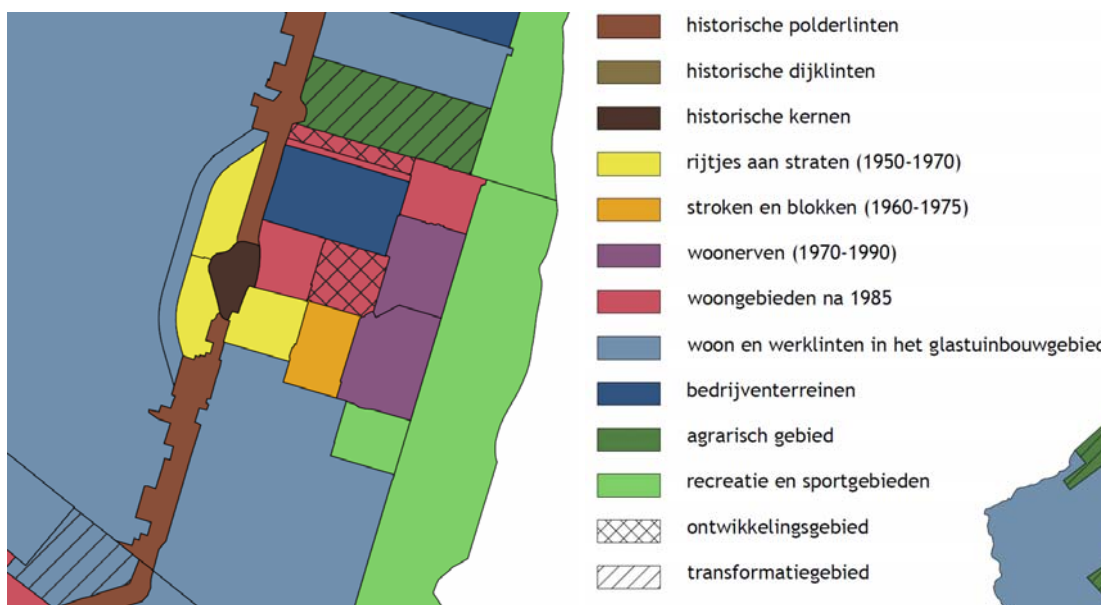 historische polderlinten
historische dijklinten
historische kernen
rijtjes aan straten (1950-1970)
stroken en blokken (1960-1975)
woonerven (1970-1990)
woongebieden na 1985
woon en werklinten in het glastuinbouwgebied
bedrijventerreinen
agrarisch gebied
recreatie en sportgebieden
ontwikkelingsgebied
transformatiegebied